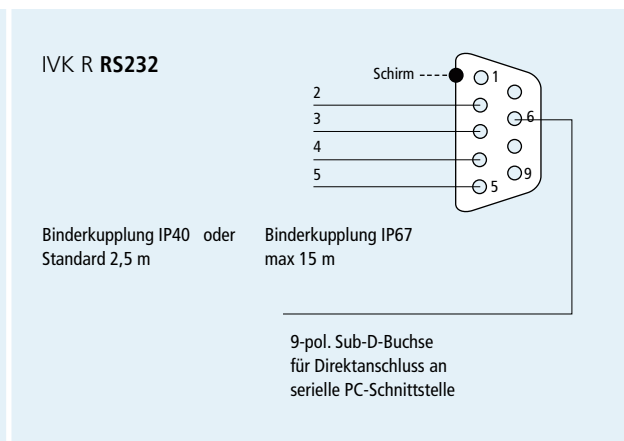 IVK R RS232
Schirm
1
2
3
6
4
9
5
5
Binderkupplung IP40 oder
Standard 2,5 m
Binderkupplung IP67
max 15 m
9-pol. Sub-D-Buchse
für Direktanschluss an
serielle PC-Schnittstelle